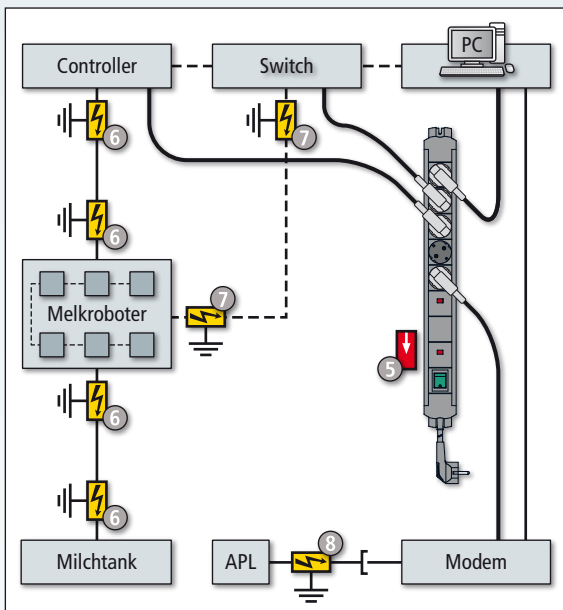 PC
Controller
Switch
6
7
6
7
Melkroboter
5
6
6
8
Milchtank
APL
Modem